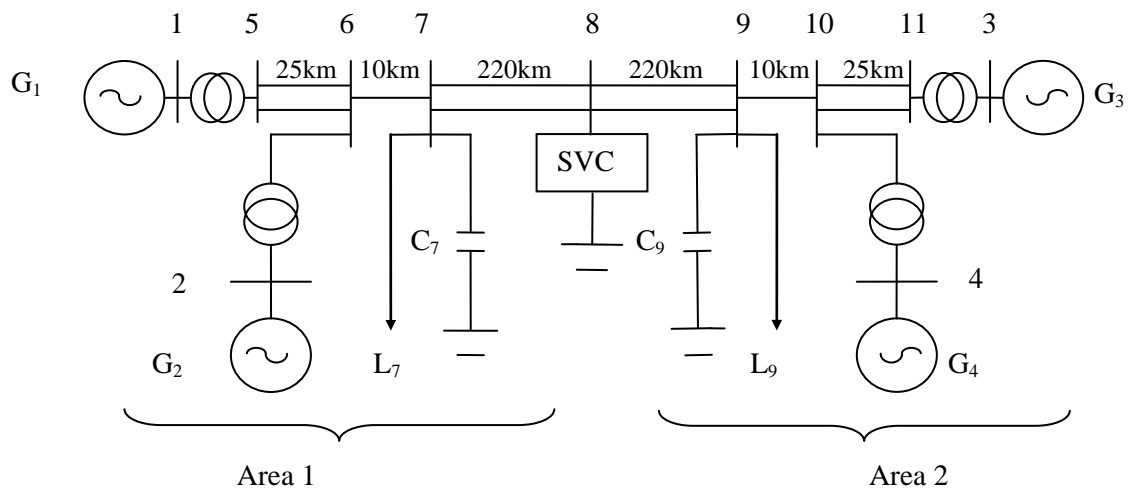 1 5 6 7 8 9 10 11 3
25km 10km 220km 220km 10km 25km
G₁ G₃
SVC
C₇ C₉
2 4
G₂ L₇ L₉ G₄
Area 1 Area 2